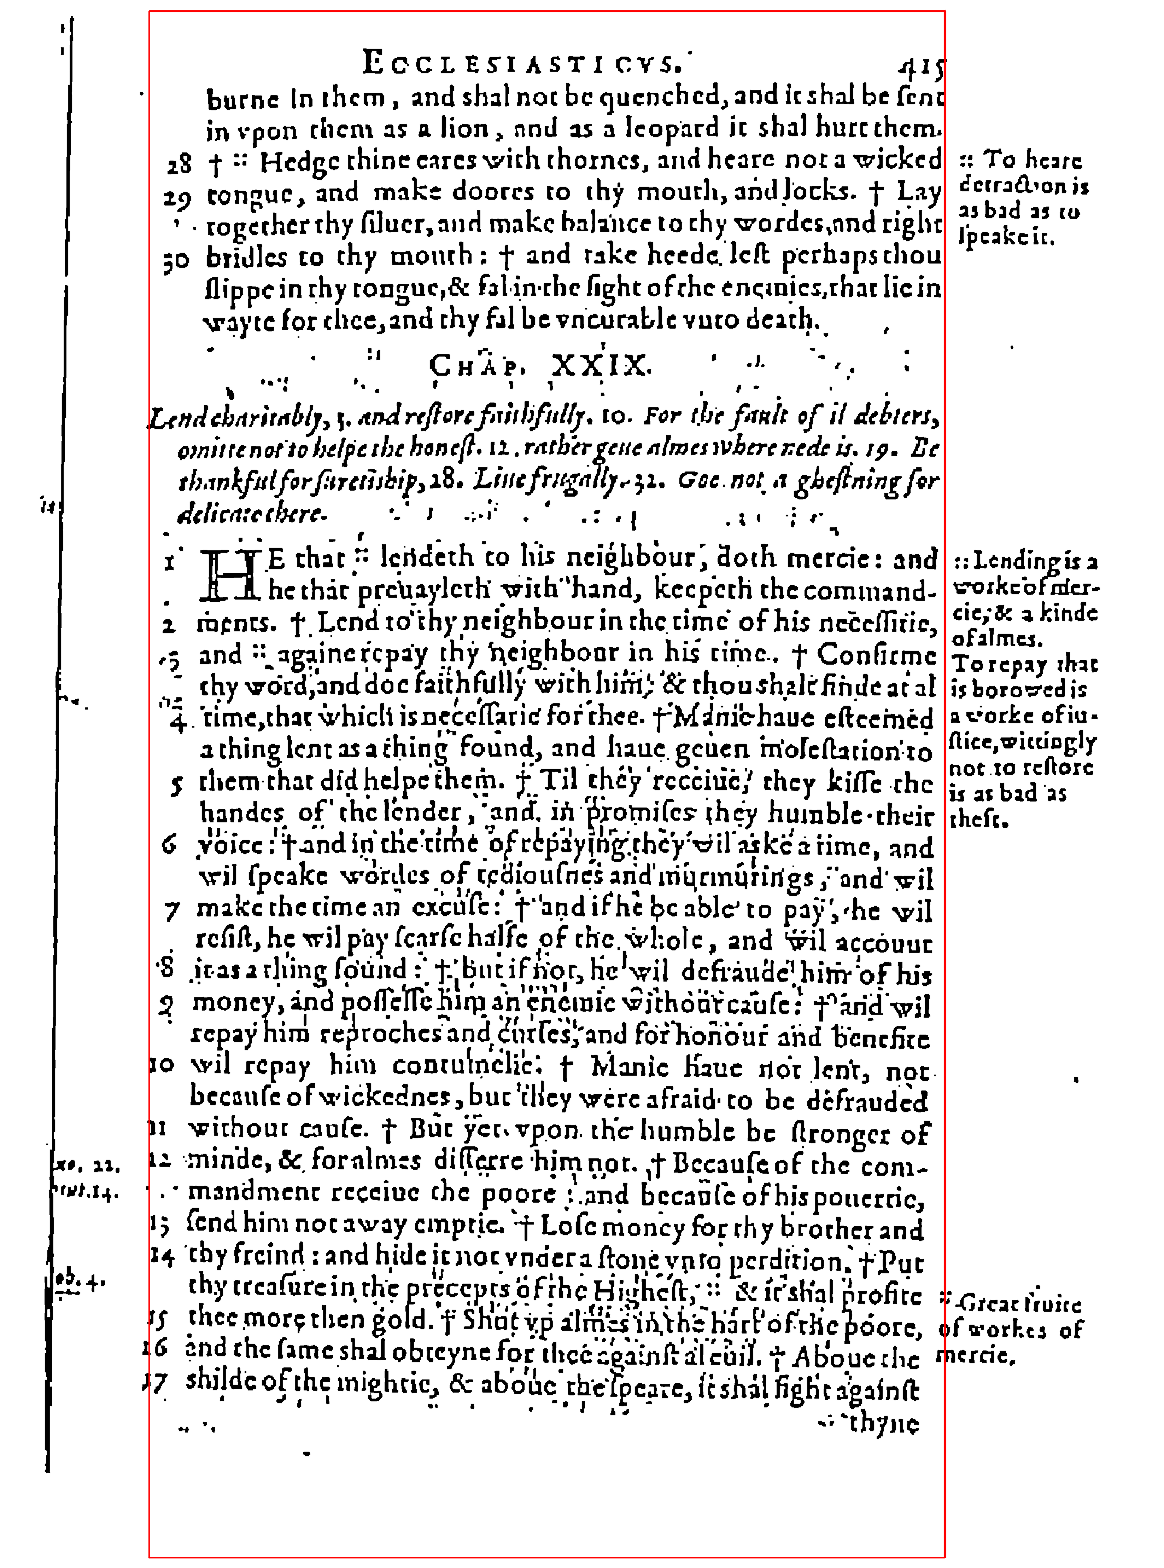 ECCLESIASTICVS. 415
burne in them, and shal not be quenched, and it shal be ſent
in vpon them as a lion, and as a leopard it shal hurt them.
28 † :: Hedge thine eares with thornes, and heare not a wicked
29 tongue, and make doores to thy mouth, and locks. † Lay
together thy ſiluer, and make balance to thy wordes, and right
30 bridles to thy mouth: † and take heede left perhaps thou
ſlippe in thy tongue, & fal in the ſight of the enemies, that lie in
wayte for thee, and thy fal be vncurable vnto death.
:: To heare
detraction is
as bad as to
ſpeake it.
CHAP. XXIX.
Lend charitably, 3. and reſtore faithfully. 10. For the fault of il debters,
omitte not to helpe the honeſt. 12. rather geue almes where nede is. 19. Be
thankful for suretiship, 28. Liue frugally. 32. Goe not a gheſtning for
delicate chere.
1 HE that :: lendeth to his neighbour, doth mercie: and
he that preuayleth with hand, keepeth the command-
2 ments. † Lend to thy neighbour in the time of his neceſſitie,
3 and :: againe repay thy neighbour in his time. † Confirme
thy word, and doe faithfully with him: & thou shalt finde at al
4 time, that which is neceſſarie for thee. † Manie haue eſteemed
a thing lent as a thing found, and haue geuen moleſtation to
5 them that did helpe them. † Til they receiue, they kiſſe the
handes of the lender, and in promiſes they humble their
6 voice: † and in the time of repaying they wil aske a time, and
wil ſpeake wordes of tediouſnes and murmurings, and wil
7 make the time an excuſe: † and if he be able to pay, he wil
reſiſt, he wil pay ſcarſe halfe of the whole, and wil account
8 it as a thing found: † but if not, he wil defraude him of his
9 money, and poſſeſſe him an enemie without cauſe: † and wil
repay him reproches and curſes, and for honour and benefite
10 wil repay him contumelie: † Manie haue not lent, not
becauſe of wickednes, but they were afraid to be defrauded
11 without cauſe. † But yet vpon the humble be ſtronger of
12 minde, & for almes differre him not. † Becauſe of the com-
mandment receiue the poore: and becauſe of his pouertie,
13 ſend him not away emptie. † Loſe money for thy brother and
14 thy freind: and hide it not vnder a ſtone vnto perdition. † Put
thy treaſure in the precepts of the Higheſt, :: & it shal profite
15 thee more then gold. † Shut vp almes in the hart of the poore,
16 and the ſame shal obteyne for thee againſt al euil. † Aboue the
17 shilde of the mightie, & aboue the ſpeare, it shal fight againſt
thyne
:: Lending is a
worke of mer-
cie, & a kinde
of almes.
To repay that
is borowed is
a worke of iu-
ſtice, wittingly
not to reſtore
is as bad as
theft.
:: Great fruite
of workes of
mercie.
22.
14.
4.